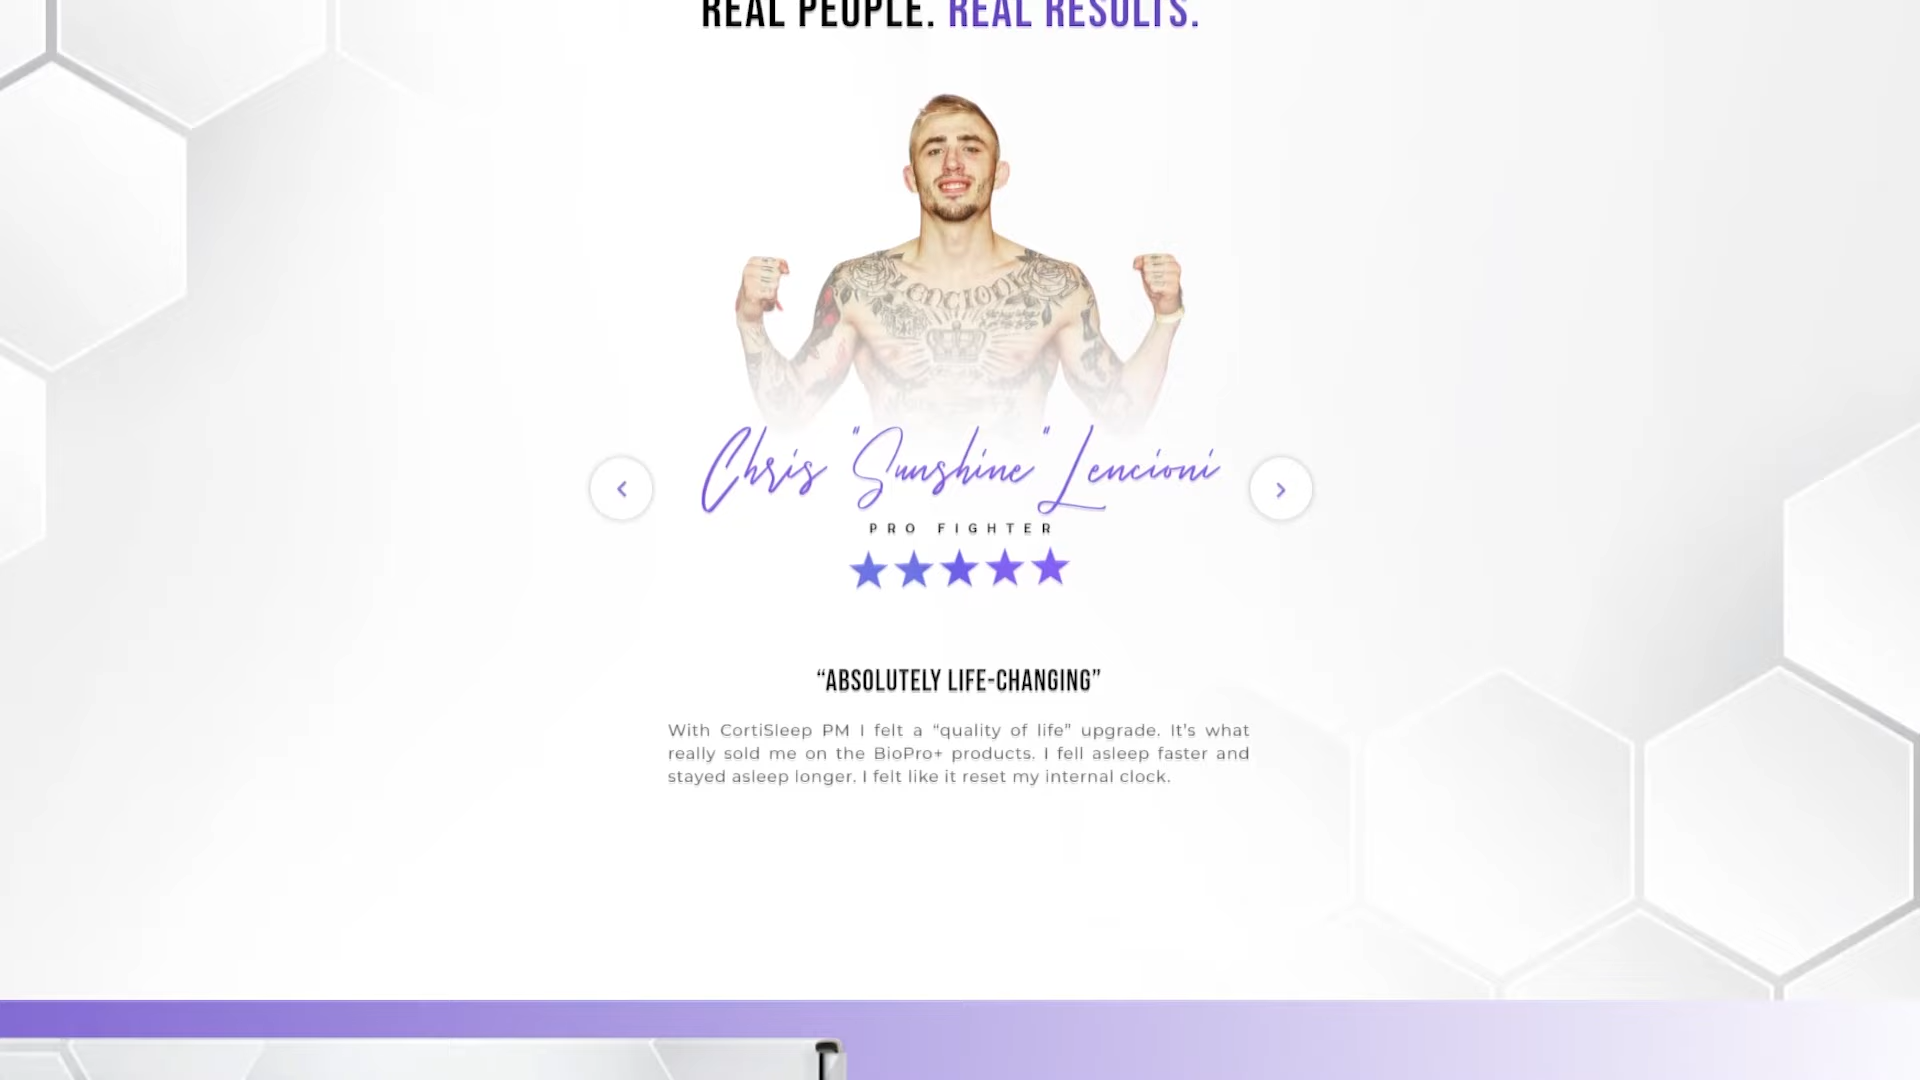 REAL PEOPLE. REAL RESULTS.
LENCIONI
Chris "Sunshine" Lencioni
PRO FIGHTER
“ABSOLUTELY LIFE-CHANGING”
With CortiSleep PM I felt a “quality of life” upgrade. It’s what
really sold me on the BioPro+ products. I fell asleep faster and
stayed asleep longer. I felt like it reset my internal clock.